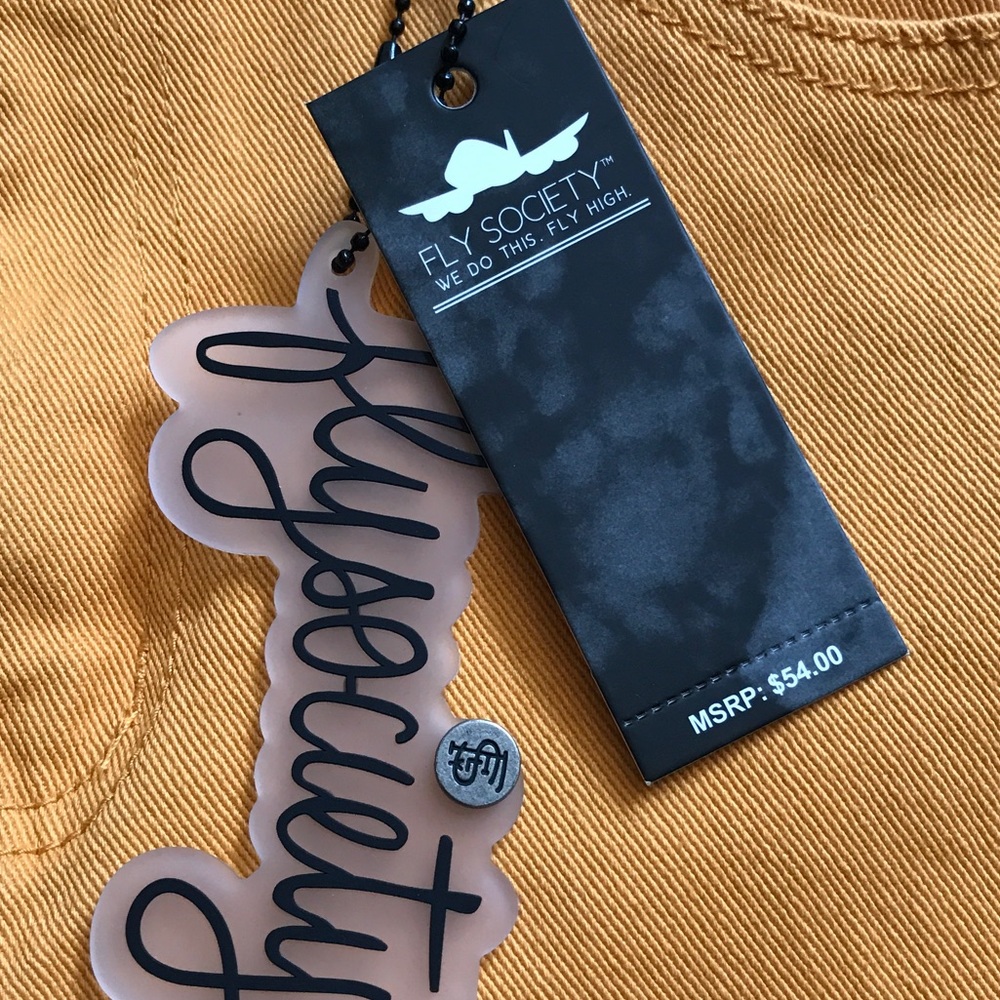 FLY SOCIETY™
WE DO THIS. FLY HIGH.
MSRP: $54.00
flysociety